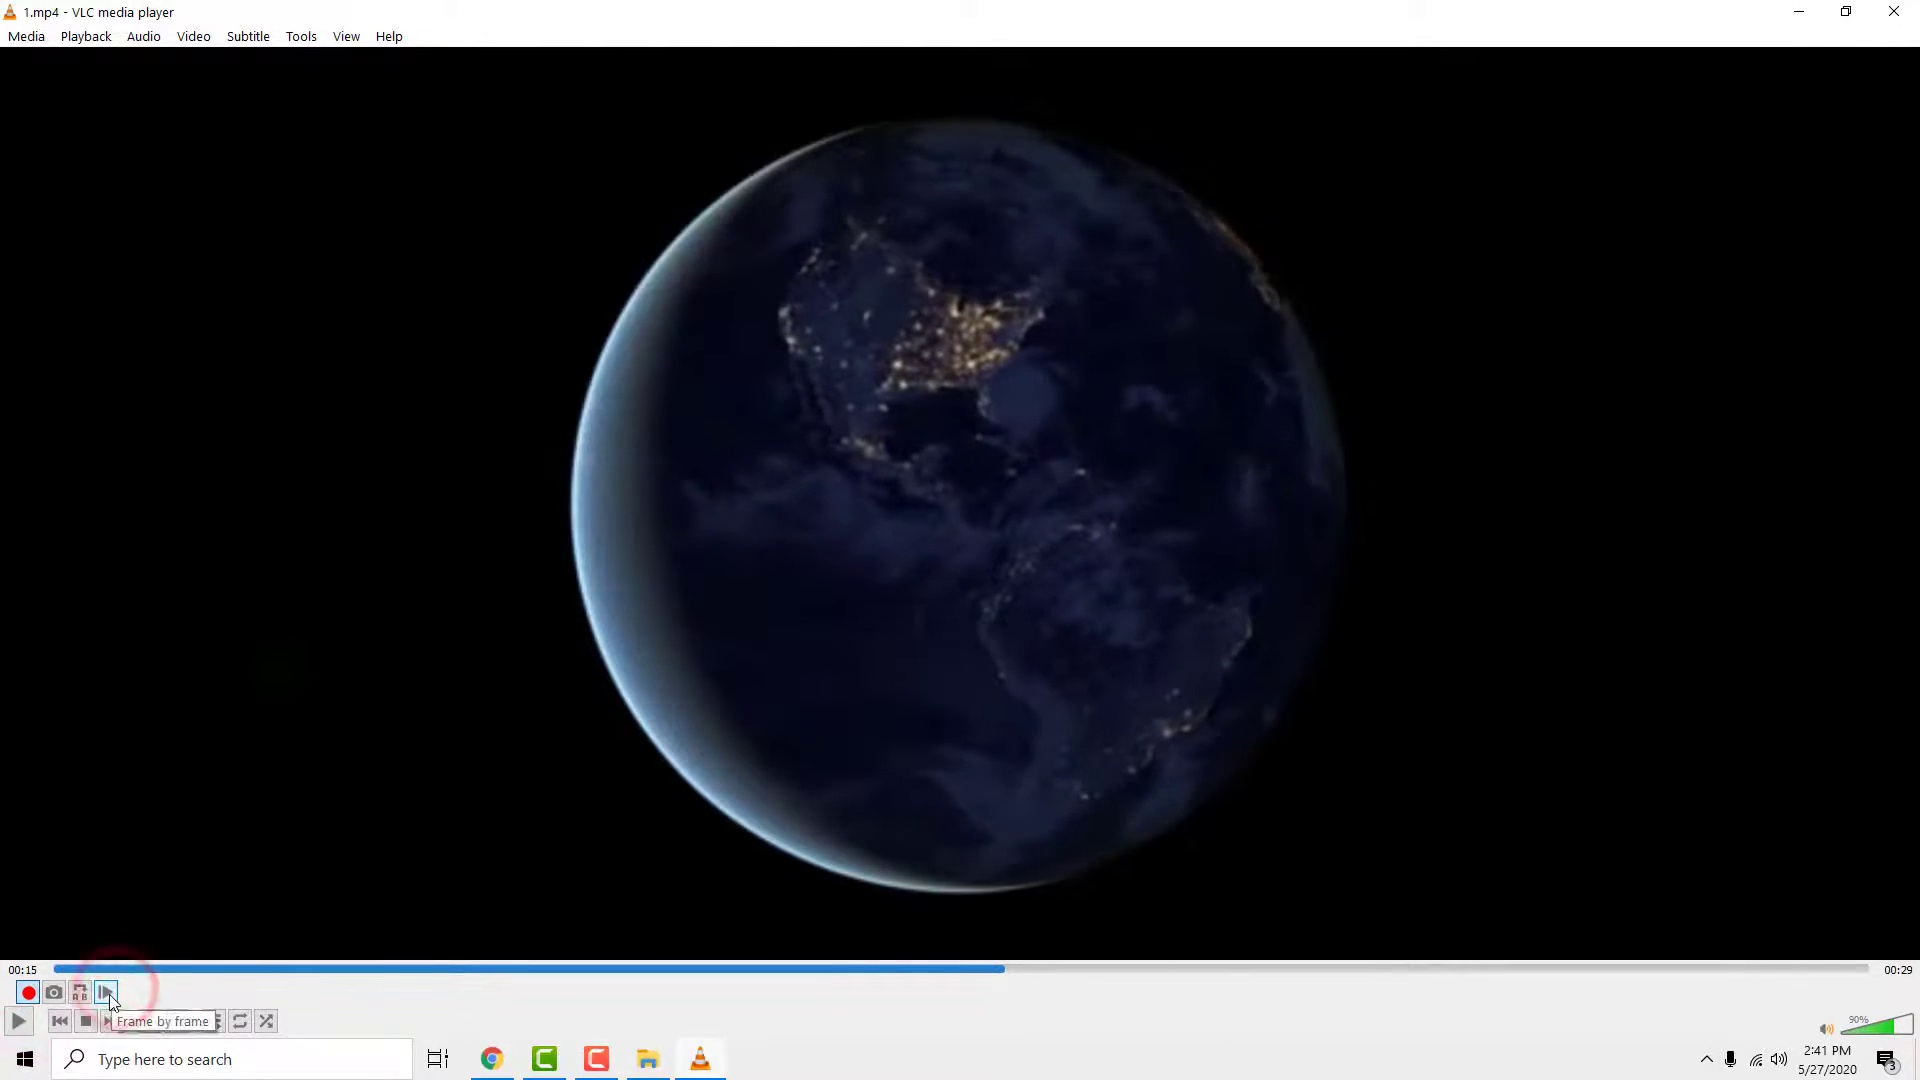 1.mp4 - VLC media player
Media Playback Audio Video Subtitle Tools View Help
00:15
00:29
A B
Frame by frame
90%
Type here to search
2:41 PM
5/27/2020
3